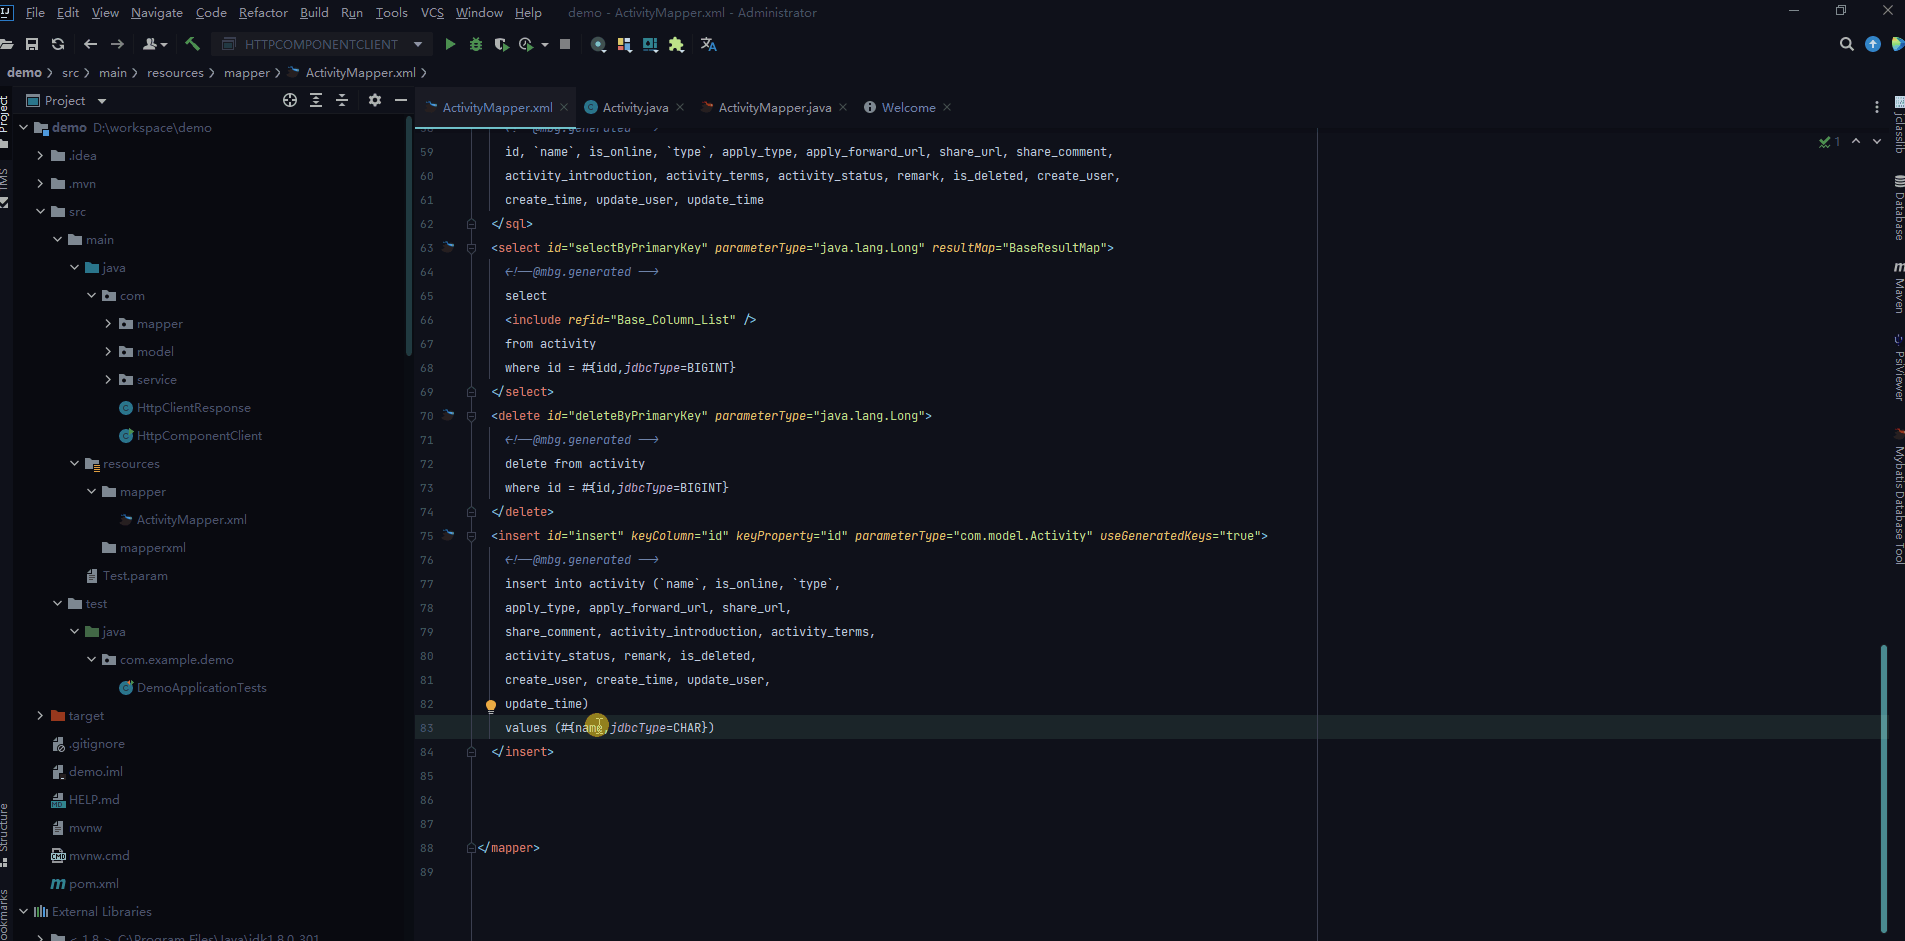 File Edit View Navigate Code Refactor Build Run Tools VCS Window Help demo - ActivityMapper.xml - Administrator
HTTPCOMPONENTCLIENT
demo src main resources mapper ActivityMapper.xml
Project
ActivityMapper.xml Activity.java ActivityMapper.java Welcome
Project
TMS
Structure
demo D:\workspace\demo
.idea
.mvn
src
main
java
com
mapper
model
service
HttpClientResponse
HttpComponentClient
resources
mapper
ActivityMapper.xml
mapperxml
Test.param
test
java
com.example.demo
DemoApplicationTests
target
.gitignore
demo.iml
HELP.md
mvnw
mvnw.cmd
pom.xml
External Libraries
< 1.8 > C:\Program Files\Java\jdk1.8.0_301
<!--@mbg.generated -->
59 id, `name`, is_online, `type`, apply_type, apply_forward_url, share_url, share_comment,
60 activity_introduction, activity_terms, activity_status, remark, is_deleted, create_user,
61 create_time, update_user, update_time
62 </sql>
63 <select id="selectByPrimaryKey" parameterType="java.lang.Long" resultMap="BaseResultMap">
64 <!--@mbg.generated -->
65 select
66 <include refid="Base_Column_List" />
67 from activity
68 where id = #{idd,jdbcType=BIGINT}
69 </select>
70 <delete id="deleteByPrimaryKey" parameterType="java.lang.Long">
71 <!--@mbg.generated -->
72 delete from activity
73 where id = #{id,jdbcType=BIGINT}
74 </delete>
75 <insert id="insert" keyColumn="id" keyProperty="id" parameterType="com.model.Activity" useGeneratedKeys="true">
76 <!--@mbg.generated -->
77 insert into activity (`name`, is_online, `type`,
78 apply_type, apply_forward_url, share_url,
79 share_comment, activity_introduction, activity_terms,
80 activity_status, remark, is_deleted,
81 create_user, create_time, update_user,
82 update_time)
83 values (#{name,jdbcType=CHAR})
84 </insert>
85
86
87
88 </mapper>
89
1
jclasslib
Database
Maven
PsiViewer
Mybatis Database Tool